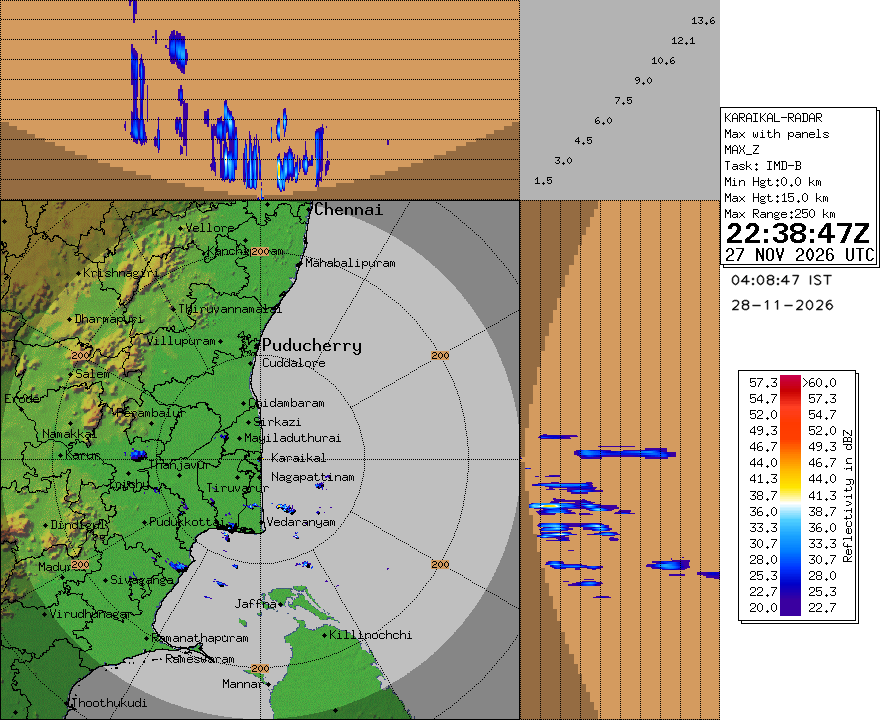 13.6
12.1
10.6
9.0
7.5
6.0
4.5
3.0
1.5
KARAIKAL-RADAR
Max with panels
MAX_Z
Task: IMD-B
Min Hgt:0.0 km
Max Hgt:15.0 km
Max Range:250 km
22:38:47Z
27 NOV 2026 UTC
04:08:47 IST
28-11-2026
Chennai
Vellore
200
Mahabalipuram
Krishnagiri
Thiruvannamalai
Dharmapuri
Villupuram
Puducherry
200
200
Cuddalore
Salem
Chidambaram
Perambalur
Sirkazi
Namakkal
Mayiladuthurai
Karur
Karaikal
Thanjavur
Nagapattinam
Tiruvarur
Dindigul
Pudukkottai
Vedaranyam
200
200
Sivaganga
Jaffna
Virudhunagar
Ramanathapuram
Killinochchi
Rameswaram
200
Mannar
Thoothukudi
57.3 >60.0
54.7 57.3
52.0 54.7
49.3 52.0
46.7 49.3
44.0 46.7
41.3 44.0
38.7 41.3
36.0 38.7
33.3 36.0
30.7 33.3
28.0 30.7
25.3 28.0
22.7 25.3
20.0 22.7
Reflectivity in dBZ